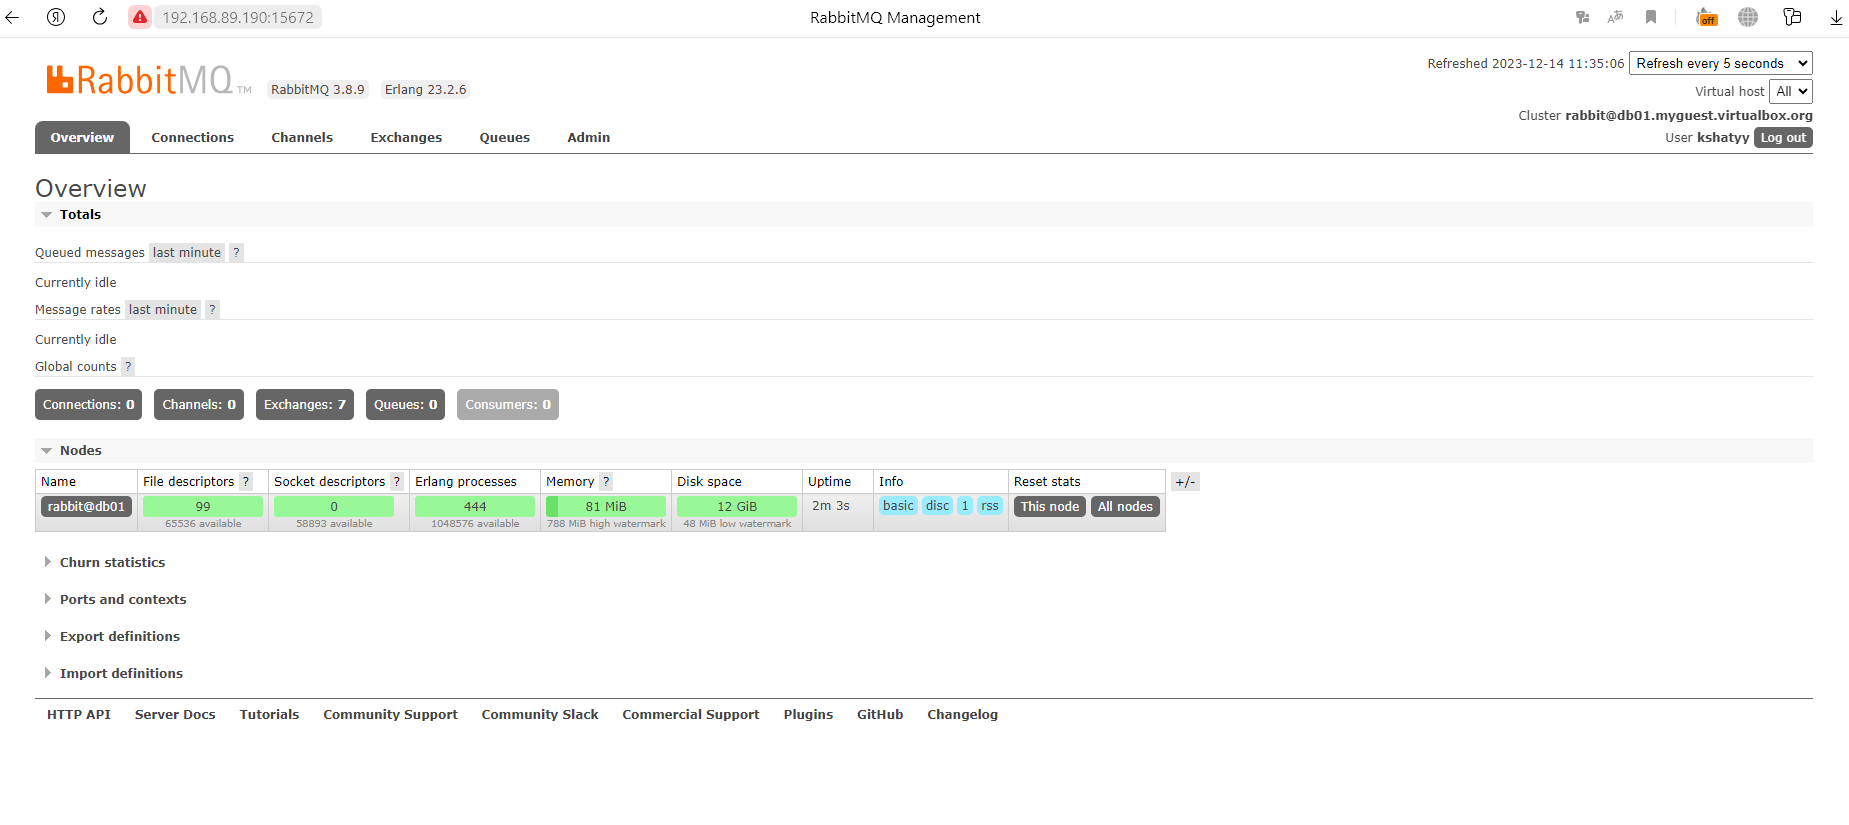 192.168.89.190:15672
RabbitMQ Management
off
RabbitMQ TM
RabbitMQ 3.8.9 Erlang 23.2.6
Refreshed 2023-12-14 11:35:06 Refresh every 5 seconds
Virtual host All
Cluster rabbit@db01.myguest.virtualbox.org
User kshatyy Log out
Overview Connections Channels Exchanges Queues Admin
Overview
Totals
Queued messages last minute ?
Currently idle
Message rates last minute ?
Currently idle
Global counts ?
Connections: 0 Channels: 0 Exchanges: 7 Queues: 0 Consumers: 0
Nodes
Name File descriptors ? Socket descriptors ? Erlang processes Memory ? Disk space Uptime Info Reset stats +/-
rabbit@db01 99 0 444 81 MiB 12 GiB 2m 3s basic disc 1 rss This node All nodes
65536 available 58893 available 1048576 available 788 MiB high watermark 48 MiB low watermark
Churn statistics
Ports and contexts
Export definitions
Import definitions
HTTP API Server Docs Tutorials Community Support Community Slack Commercial Support Plugins GitHub Changelog